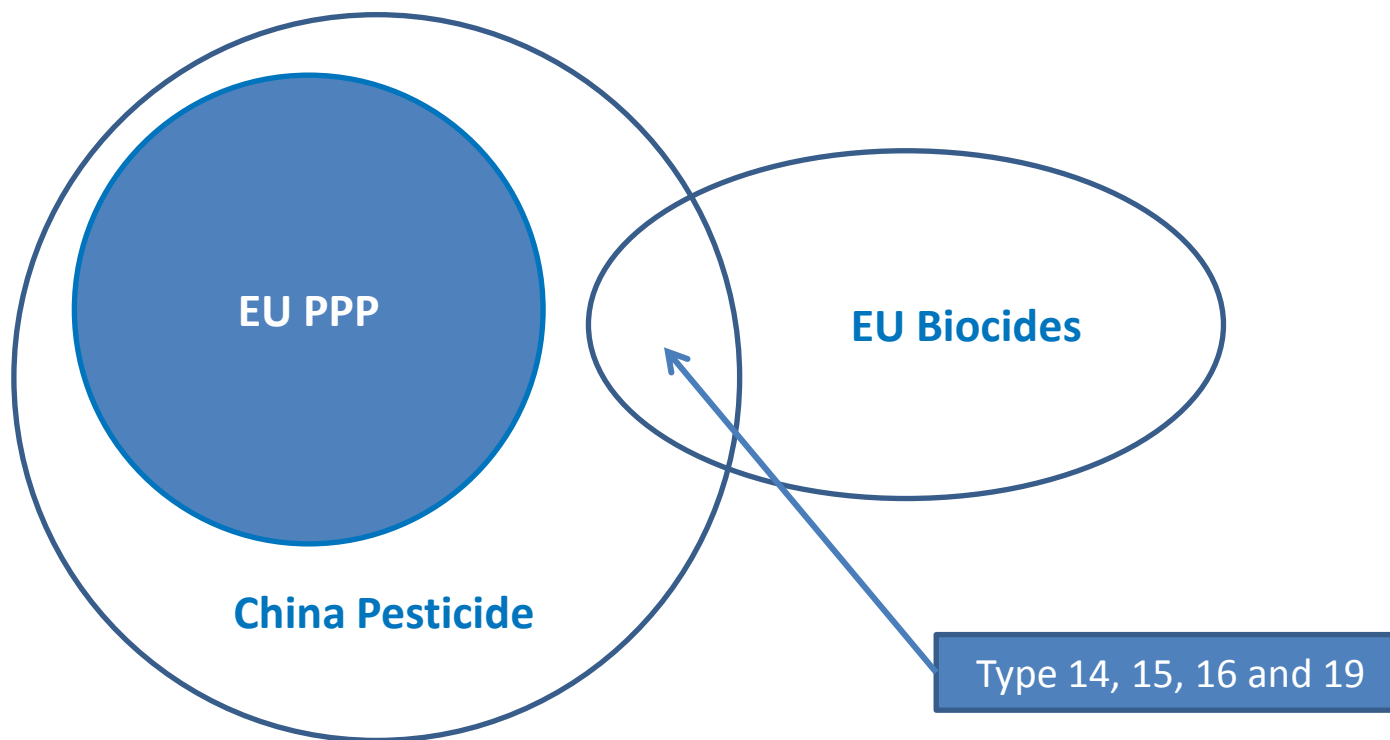 EU PPP
EU Biocides
China Pesticide
Type 14, 15, 16 and 19